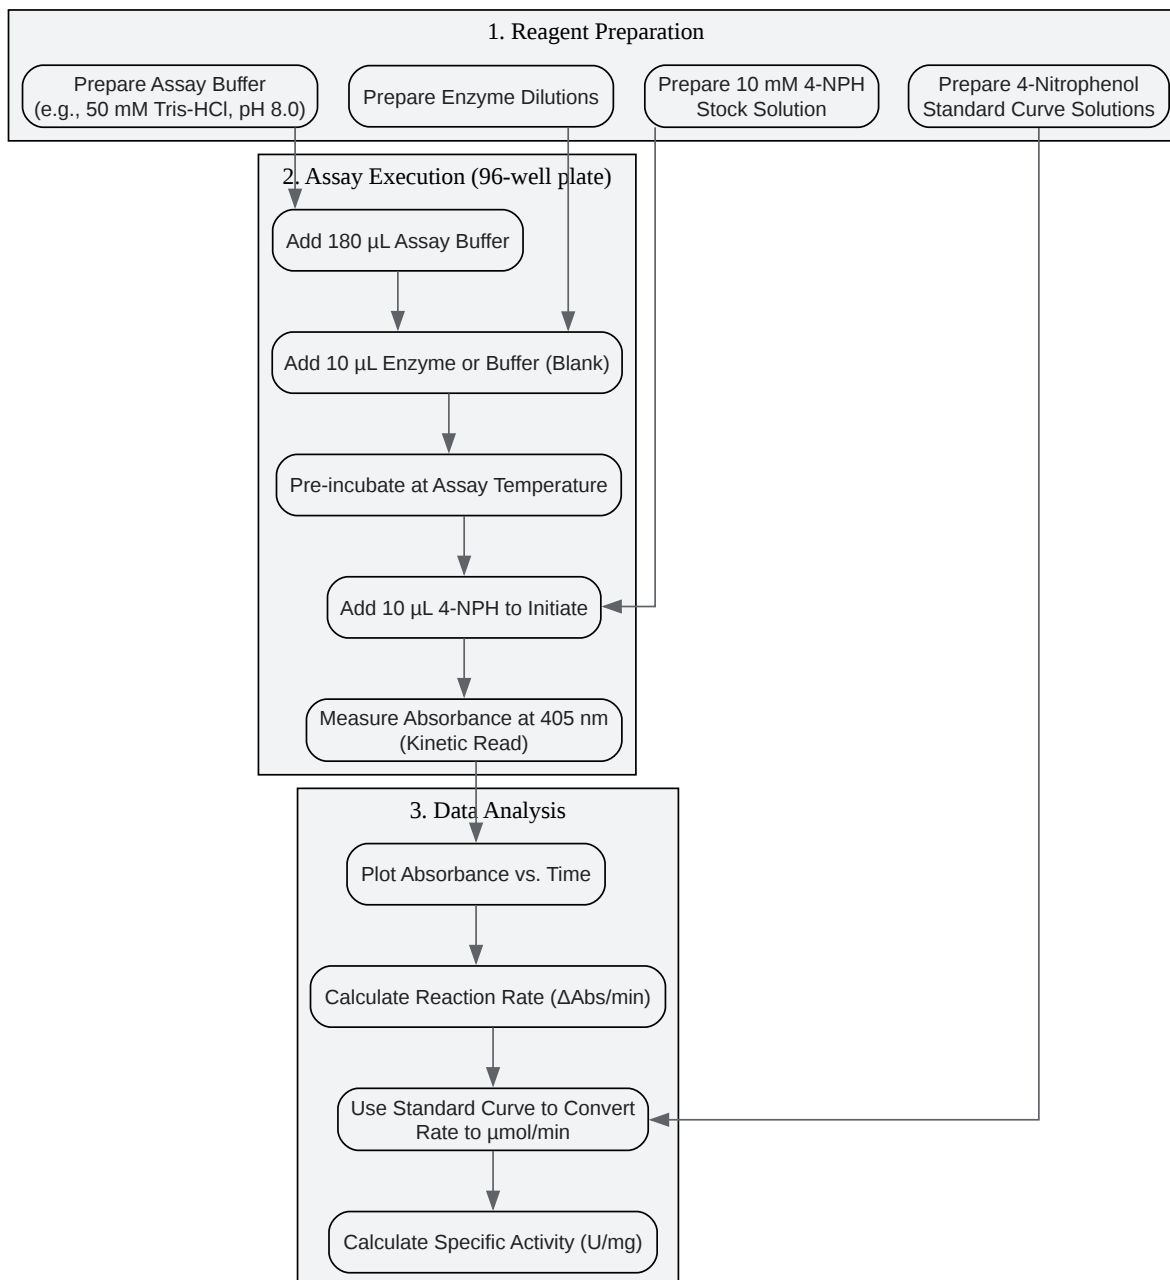 1. Reagent Preparation
Prepare Assay Buffer
(e.g., 50 mM Tris-HCl, pH 8.0)
Prepare Enzyme Dilutions
Prepare 10 mM 4-NPH
Stock Solution
Prepare 4-Nitrophenol
Standard Curve Solutions
2. Assay Execution (96-well plate)
Add 180 µL Assay Buffer
Add 10 µL Enzyme or Buffer (Blank)
Pre-incubate at Assay Temperature
Add 10 µL 4-NPH to Initiate
Measure Absorbance at 405 nm
(Kinetic Read)
3. Data Analysis
Plot Absorbance vs. Time
Calculate Reaction Rate (ΔAbs/min)
Use Standard Curve to Convert
Rate to µmol/min
Calculate Specific Activity (U/mg)